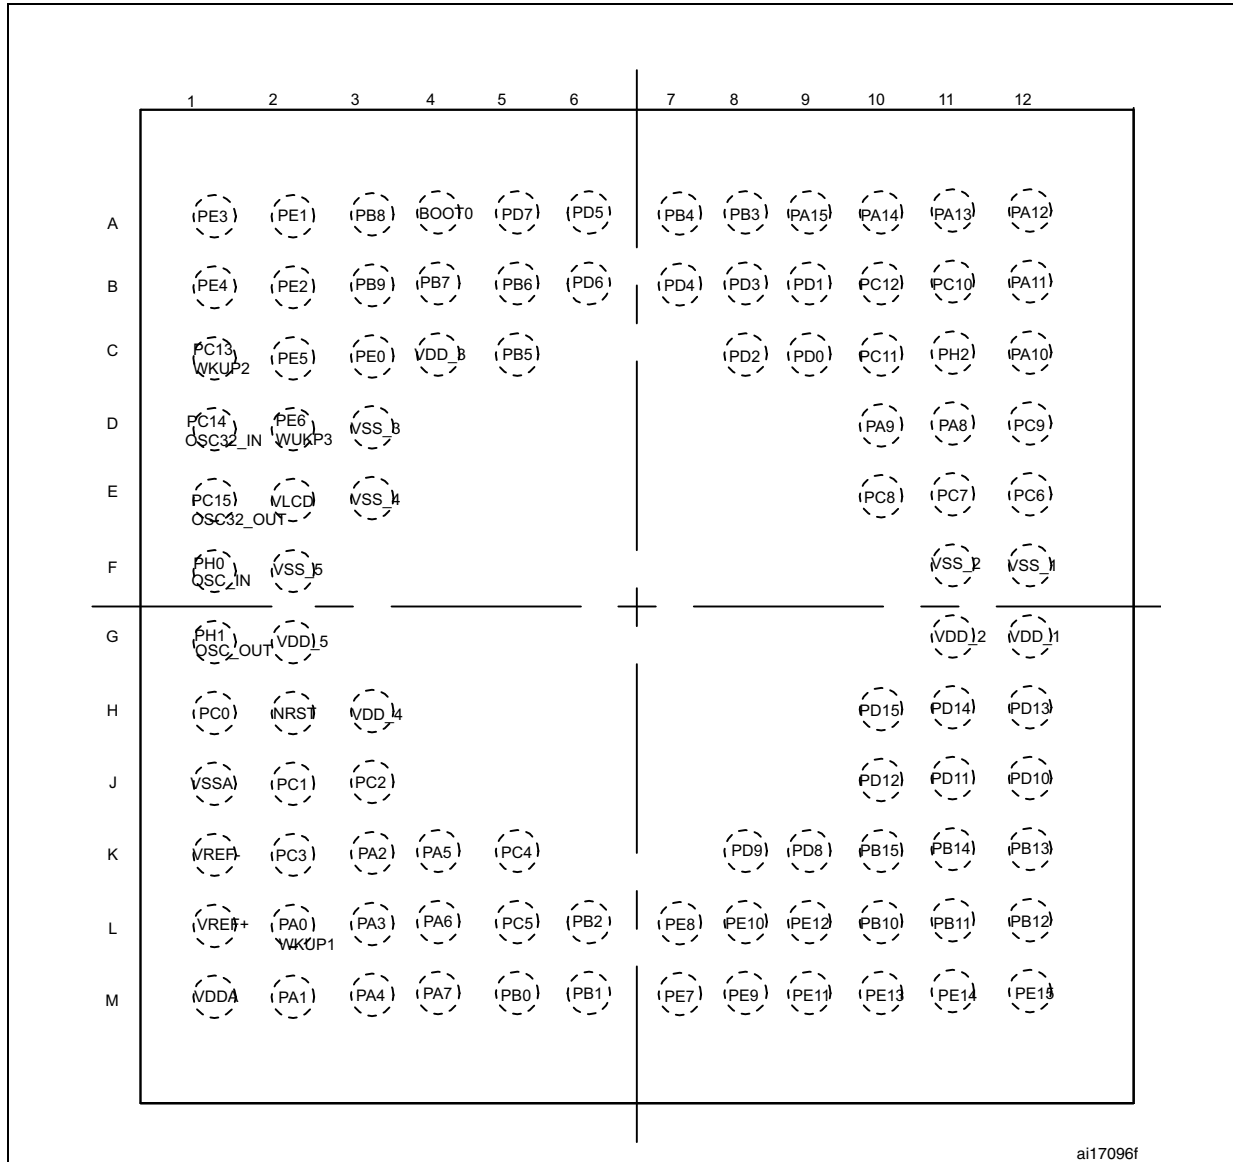 1 2 3 4 5 6 7 8 9 10 11 12
A PE3 PE1 PB8 BOOT0 PD7 PD5 PB4 PB3 PA15 PA14 PA13 PA12
B PE4 PE2 PB9 PB7 PB6 PD6 PD4 PD3 PD1 PC12 PC10 PA11
C PC13 PE5 PE0 VDD_3 PB5 PD2 PD0 PC11 PH2 PA10
WKUP2
D PC14 PE6 VSS_3 PA9 PA8 PC9
OSC32_IN WUKP3
E PC15 VLCD VSS_4 PC8 PC7 PC6
OSC32_OUT
F PH0 VSS_5 VSS_2 VSS_1
OSC_IN
G PH1 VDD_5 VDD_2 VDD_1
OSC_OUT
H PC0 NRST VDD_4 PD15 PD14 PD13
J VSSA PC1 PC2 PD12 PD11 PD10
K VREF- PC3 PA2 PA5 PC4 PD9 PD8 PB15 PB14 PB13
L VREF+ PA0 PA3 PA6 PC5 PB2 PE8 PE10 PE12 PB10 PB11 PB12
WKUP1
M VDDA PA1 PA4 PA7 PB0 PB1 PE7 PE9 PE11 PE13 PE14 PE15
ai17096f